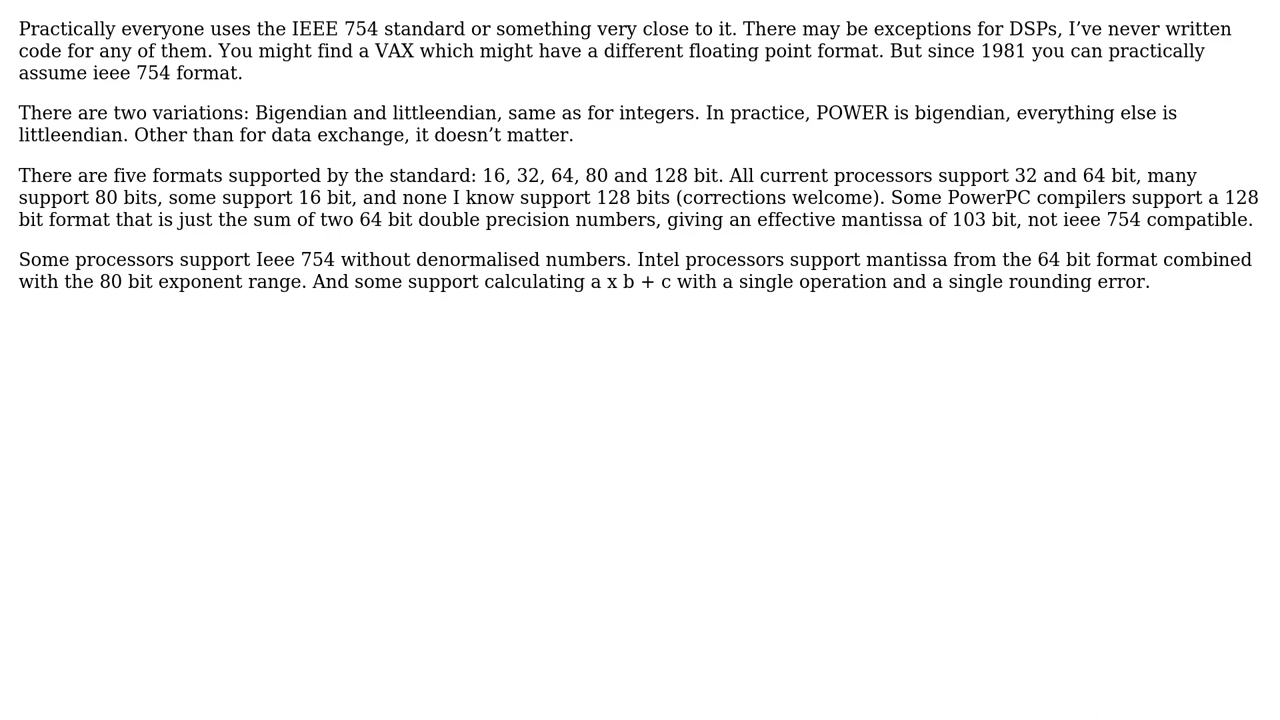 Practically everyone uses the IEEE 754 standard or something very close to it. There may be exceptions for DSPs, I’ve never written
code for any of them. You might find a VAX which might have a different floating point format. But since 1981 you can practically
assume ieee 754 format.
There are two variations: Bigendian and littleendian, same as for integers. In practice, POWER is bigendian, everything else is
littleendian. Other than for data exchange, it doesn’t matter.
There are five formats supported by the standard: 16, 32, 64, 80 and 128 bit. All current processors support 32 and 64 bit, many
support 80 bits, some support 16 bit, and none I know support 128 bits (corrections welcome). Some PowerPC compilers support a 128
bit format that is just the sum of two 64 bit double precision numbers, giving an effective mantissa of 103 bit, not ieee 754 compatible.
Some processors support Ieee 754 without denormalised numbers. Intel processors support mantissa from the 64 bit format combined
with the 80 bit exponent range. And some support calculating a x b + c with a single operation and a single rounding error.